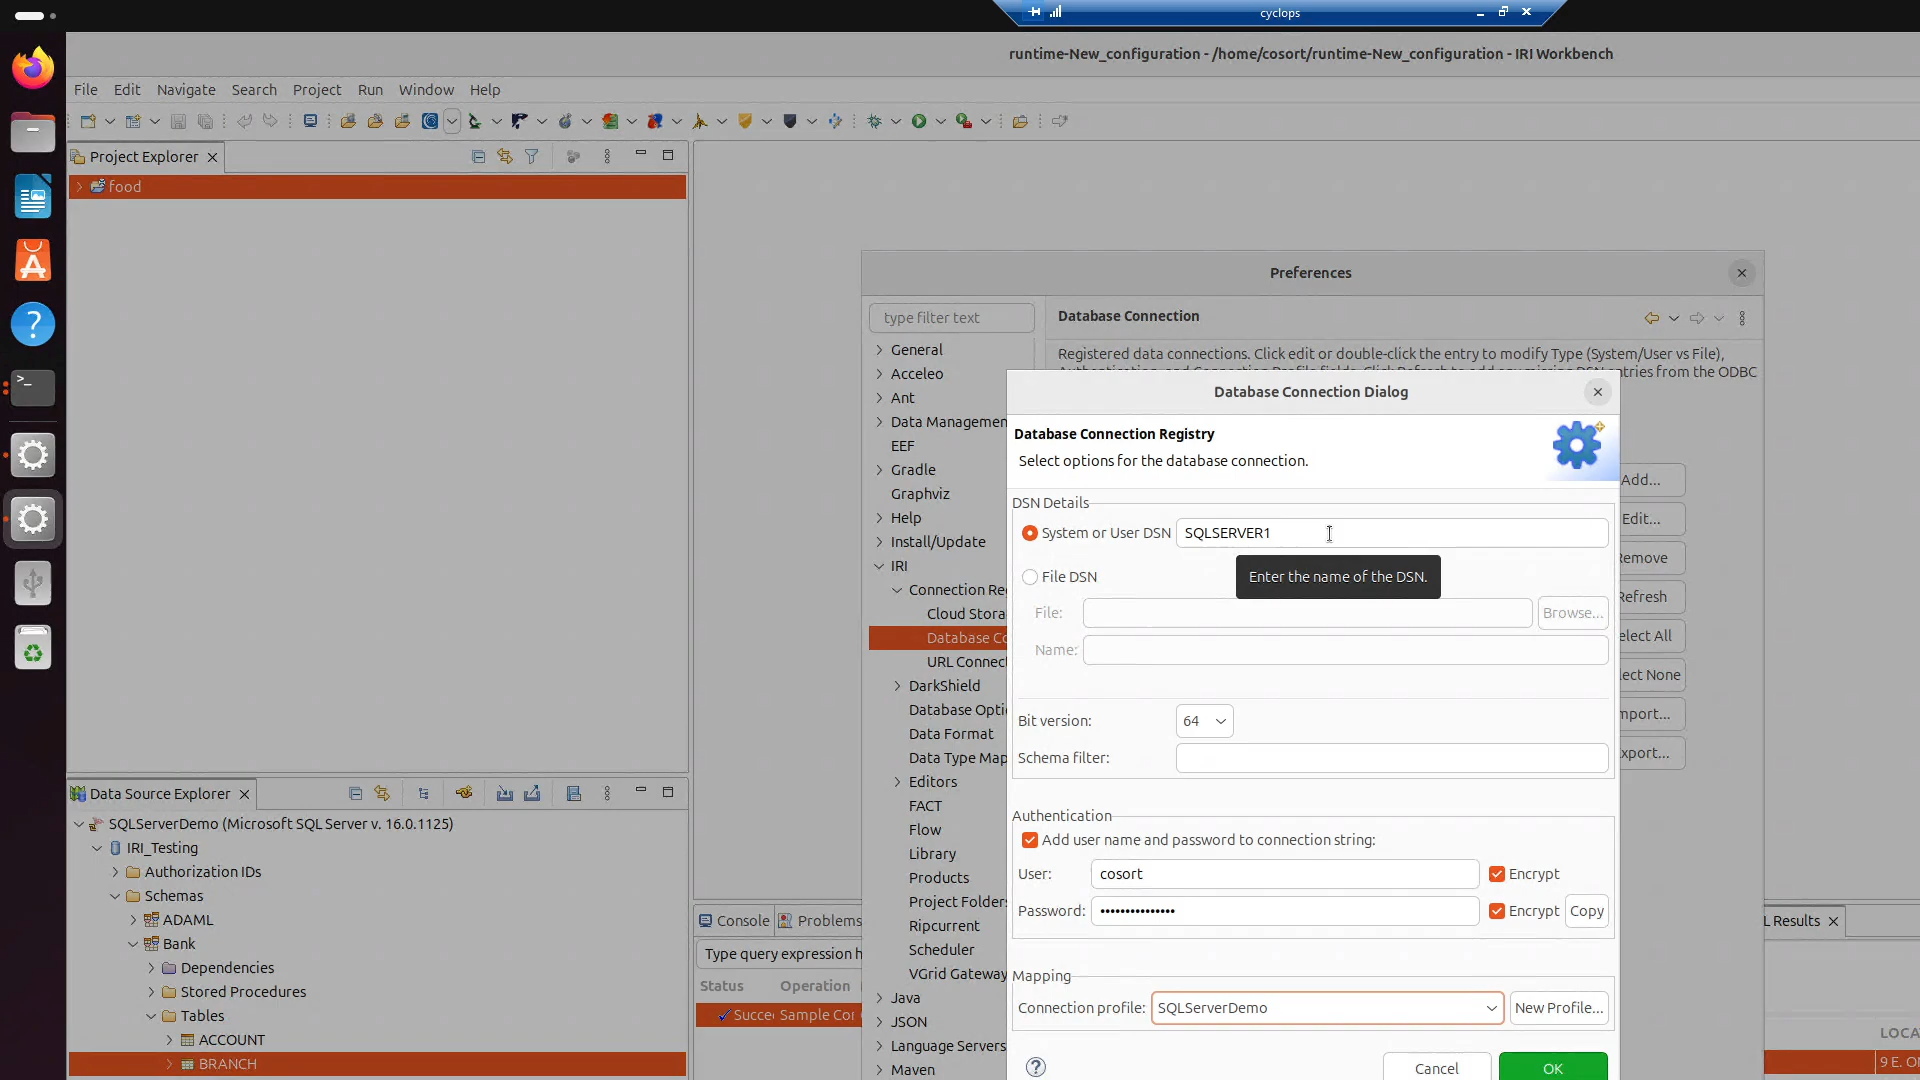 cyclops
runtime-New_configuration - /home/cosort/runtime-New_configuration - IRI Workbench
File Edit Navigate Search Project Run Window Help
Project Explorer
food
Preferences
type filter text
Database Connection
Registered data connections. Click edit or double-click the entry to modify Type (System/User vs File),
entries from the ODBC
General
Acceleo
Ant
Data Managemen
EEF
Gradle
Graphviz
Help
Install/Update
IRI
Connection Re
Cloud Stora
Database Co
URL Connect
DarkShield
Database Opti
Data Format
Data Type Map
Editors
FACT
Flow
Library
Products
Project Folders
Ripcurrent
Scheduler
VGrid Gateway
Java
JSON
Language Servers
Maven
Add...
Edit...
Remove
Refresh
elect All
lect None
mport...
xport...
Database Connection Dialog
Database Connection Registry
Select options for the database connection.
DSN Details
System or User DSN SQLSERVER1
Enter the name of the DSN.
File DSN
File: Browse...
Name:
Bit version: 64
Schema filter:
Authentication
Add user name and password to connection string:
User: cosort Encrypt
Password: ••••••••••••••• Encrypt Copy
Mapping
Connection profile: SQLServerDemo New Profile...
? Cancel OK
Data Source Explorer
SQLServerDemo (Microsoft SQL Server v. 16.0.1125)
IRI_Testing
Authorization IDs
Schemas
ADAML
Bank
Dependencies
Stored Procedures
Tables
ACCOUNT
BRANCH
Console Problems
L Results
Type query expression h
Status Operation
Succe Sample Cor
LOCA
9 E. O